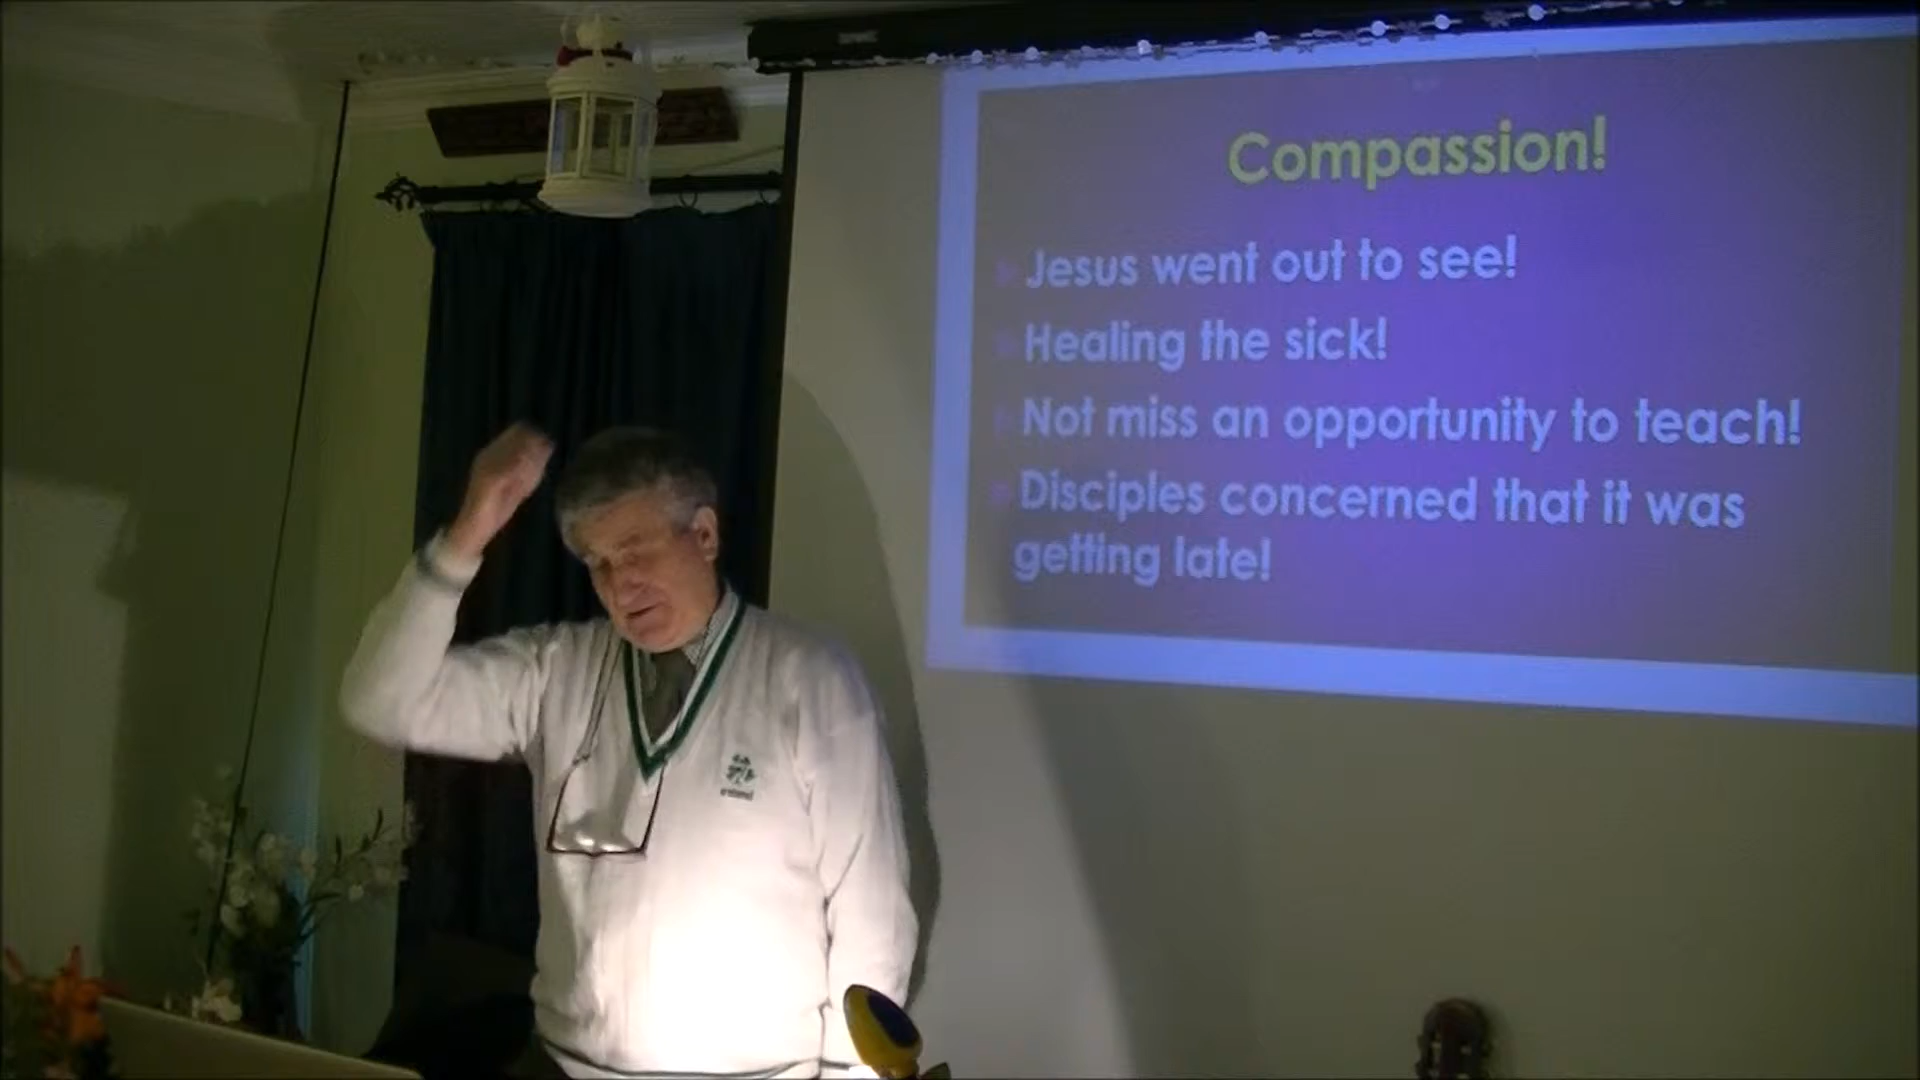 Compassion!
Jesus went out to see!
Healing the sick!
Not miss an opportunity to teach!
Disciples concerned that it was
getting late!